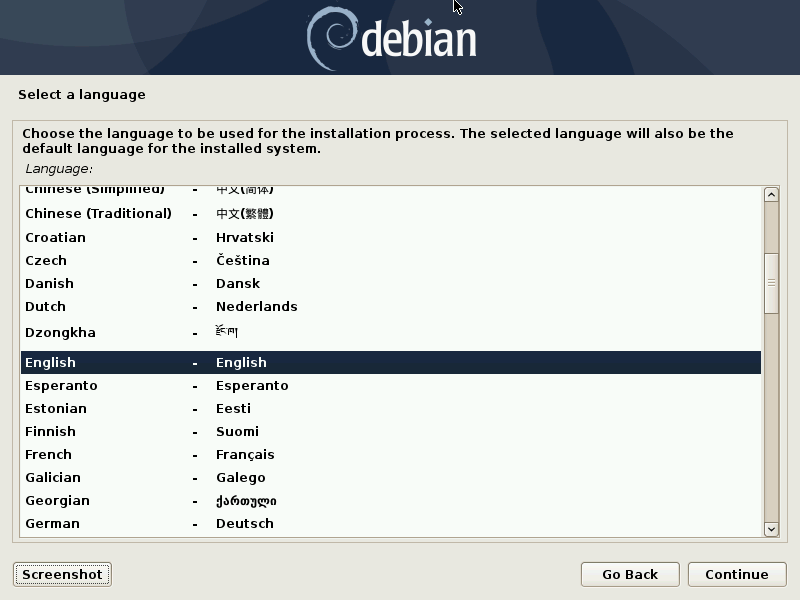 debian
Select a language
Choose the language to be used for the installation process. The selected language will also be the
default language for the installed system.
Language:
Chinese (Simplified) - 中文(简体)
Chinese (Traditional) - 中文(繁體)
Croatian - Hrvatski
Czech - Čeština
Danish - Dansk
Dutch - Nederlands
Dzongkha - རྫོང་ཁ།
English - English
Esperanto - Esperanto
Estonian - Eesti
Finnish - Suomi
French - Français
Galician - Galego
Georgian - ქართული
German - Deutsch
Screenshot Go Back Continue